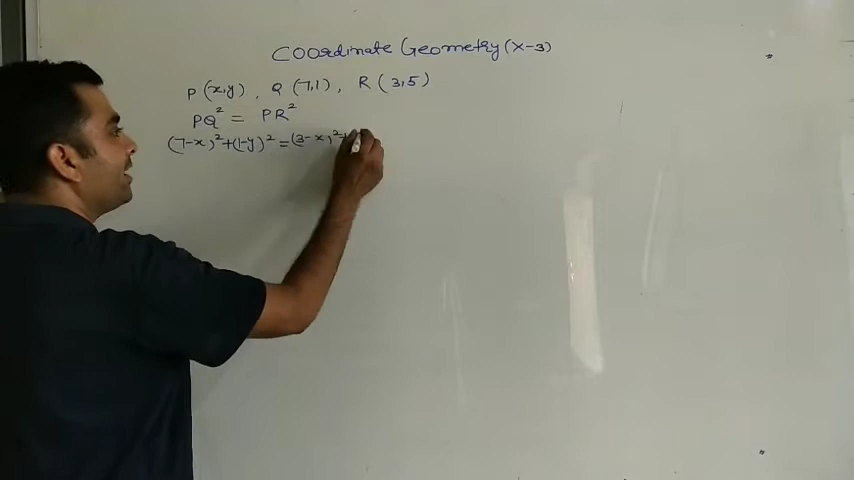 Coordinate Geometry (X-3)
P(x,y), Q(7,1), R(3,5)
PQ² = PR²
(7-x)²+(1-y)²=(3-x)²+